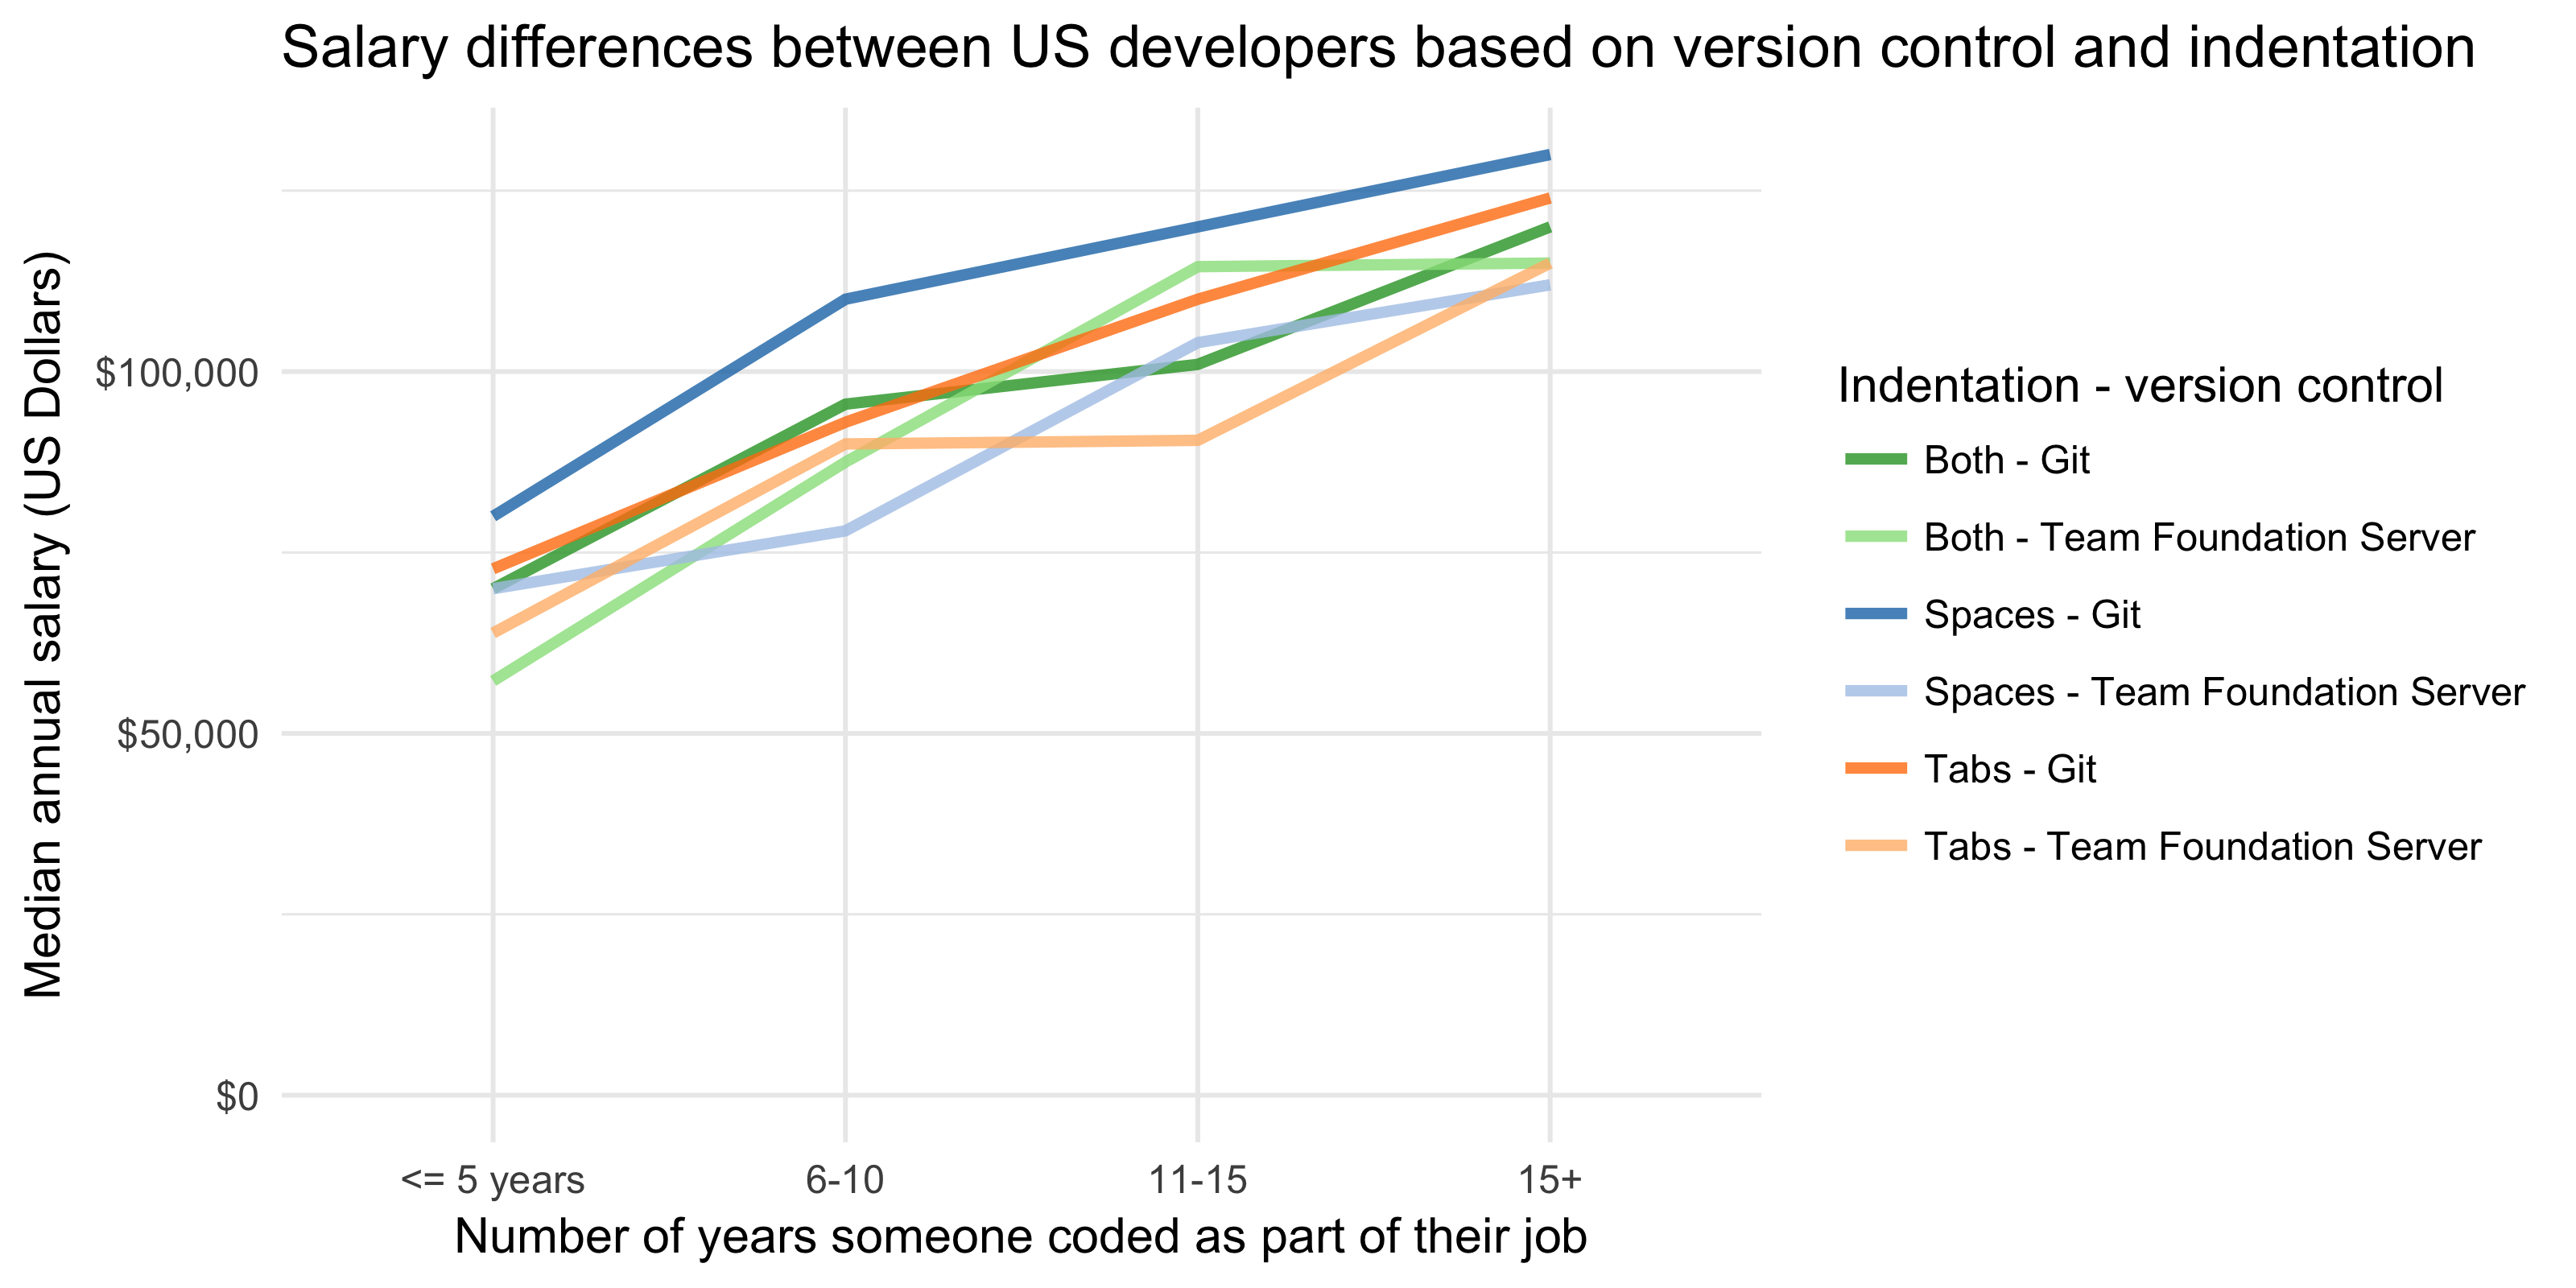 Salary differences between US developers based on version control and indentation
Median annual salary (US Dollars)
$100,000
$50,000
$0
<= 5 years
6-10
11-15
15+
Number of years someone coded as part of their job
Indentation - version control
Both - Git
Both - Team Foundation Server
Spaces - Git
Spaces - Team Foundation Server
Tabs - Git
Tabs - Team Foundation Server